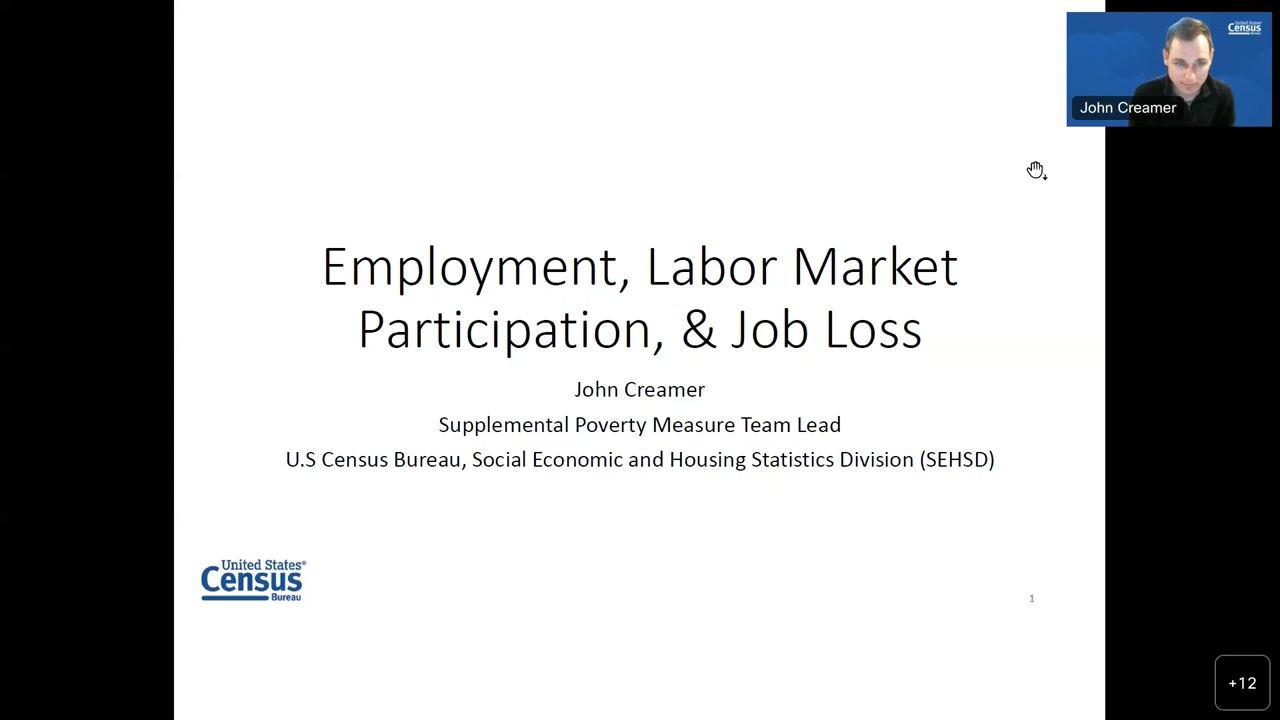 United States
Census
Bureau
John Creamer
Employment, Labor Market
Participation, & Job Loss
John Creamer
Supplemental Poverty Measure Team Lead
U.S Census Bureau, Social Economic and Housing Statistics Division (SEHSD)
United States®
Census
Bureau
1
+12